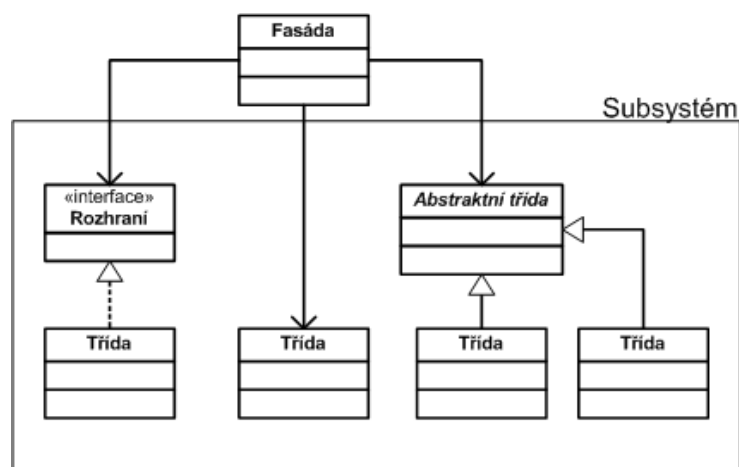 Fasáda
Subsystém
«interface»
Rozhraní
Abstraktní třída
Třída
Třída
Třída
Třída